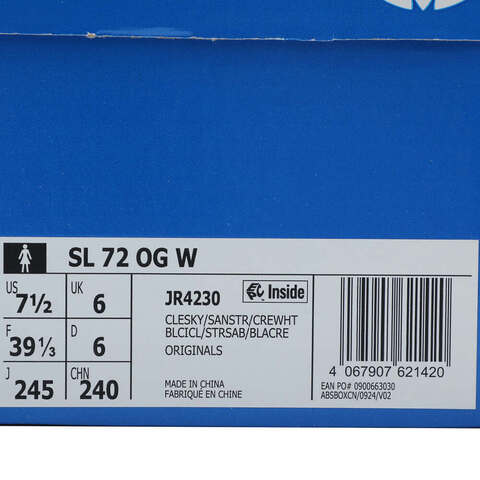 SL 72 OG W
US 7½ UK 6
F 39⅓ D 6
J 245 CHN 240
JR4230 Inside
CLESKY/SANSTR/CREWHT
BLCICL/STRSAB/BLACRE
ORIGINALS
MADE IN CHINA
FABRIQUÉ EN CHINE
4 067907 621420
EAN PO# 0900663030
ABSBOXCN/0924/V02